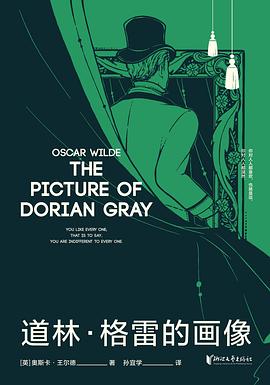 OSCAR WILDE
THE
PICTURE OF
DORIAN GRAY
YOU LIKE EVERY ONE,
THAT IS TO SAY,
YOU ARE INDIFFERENT TO EVERY ONE.
道林·格雷的画像
[英]奥斯卡·王尔德 著 孙宜学 译
浙江文艺出版社